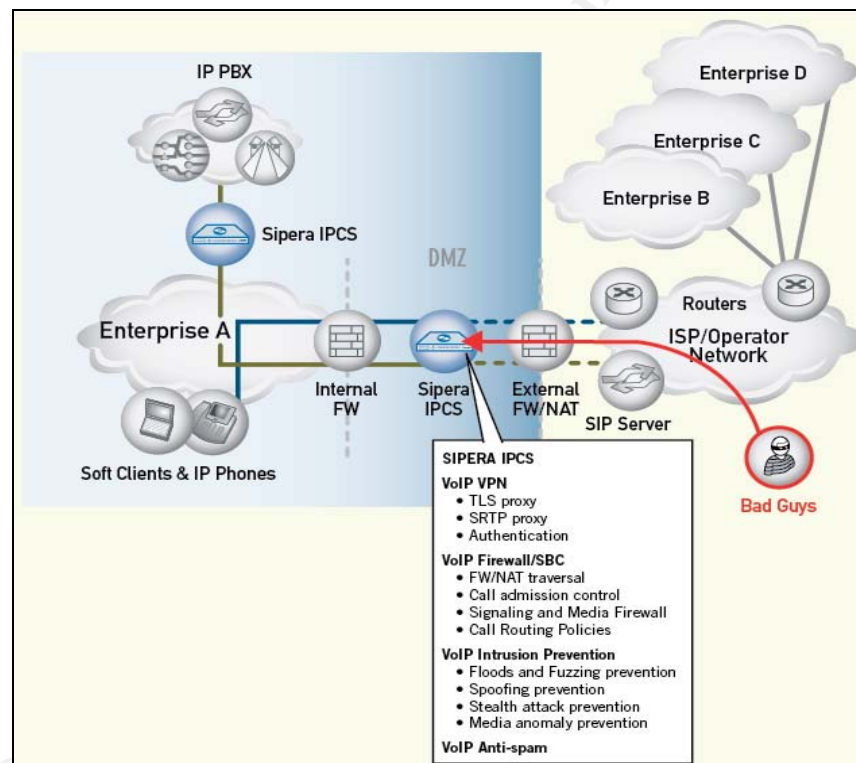 IP PBX
Enterprise D
Enterprise C
Enterprise B
Sipera IPCS
DMZ
Enterprise A
Routers
ISP/Operator
Network
Internal
FW
Sipera
IPCS
External
FW/NAT
SIP Server
Soft Clients & IP Phones
Bad Guys
SIPERA IPCS
VoIP VPN
• TLS proxy
• SRTP proxy
• Authentication
VoIP Firewall/SBC
• FW/NAT traversal
• Call admission control
• Signaling and Media Firewall
• Call Routing Policies
VoIP Intrusion Prevention
• Floods and Fuzzing prevention
• Spoofing prevention
• Stealth attack prevention
• Media anomaly prevention
VoIP Anti-spam